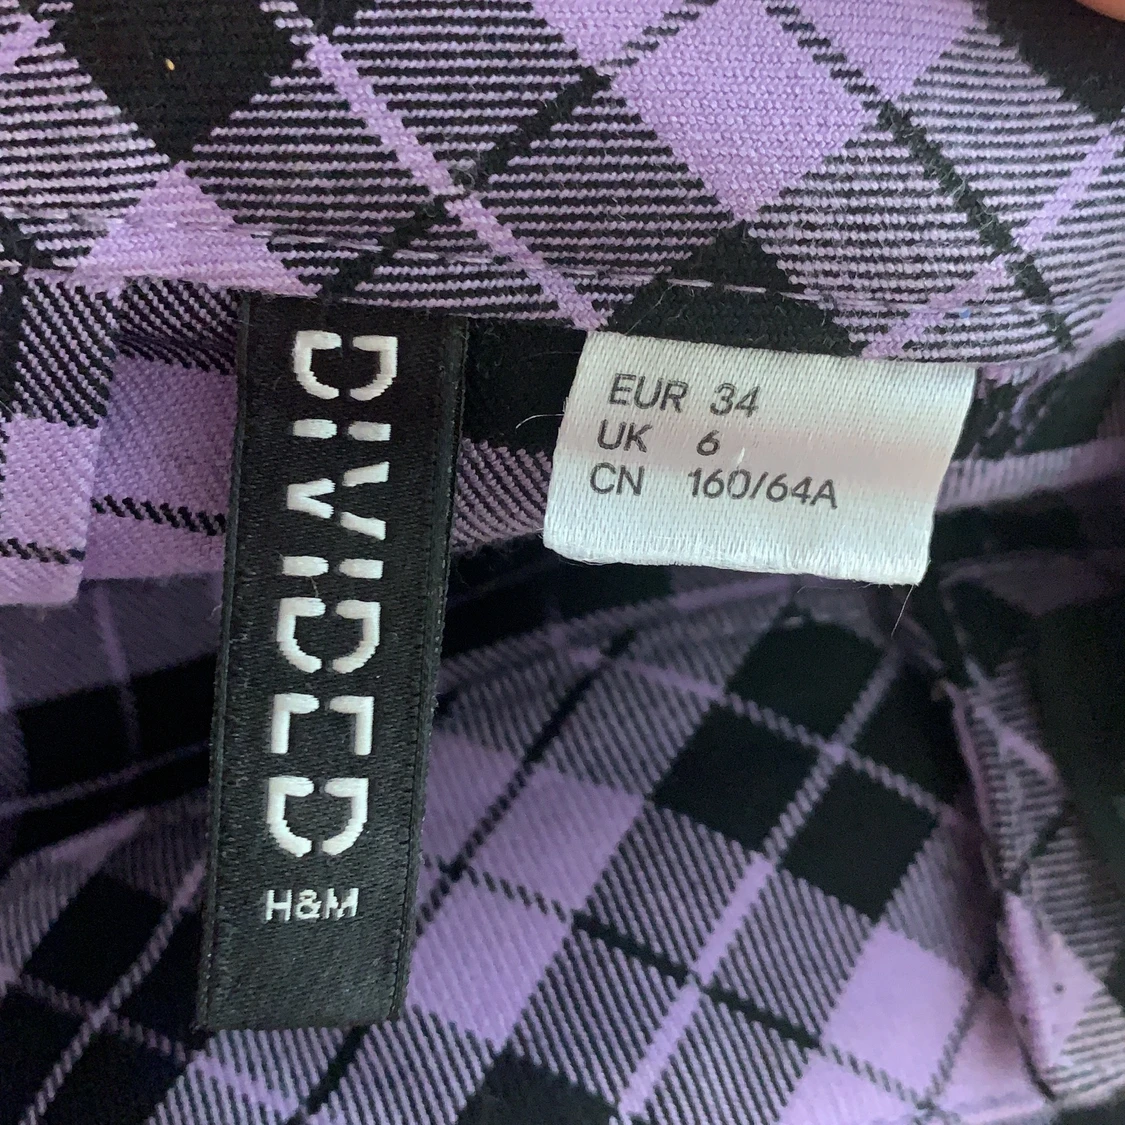 DIVIDED
H&M
EUR 34
UK 6
CN 160/64A